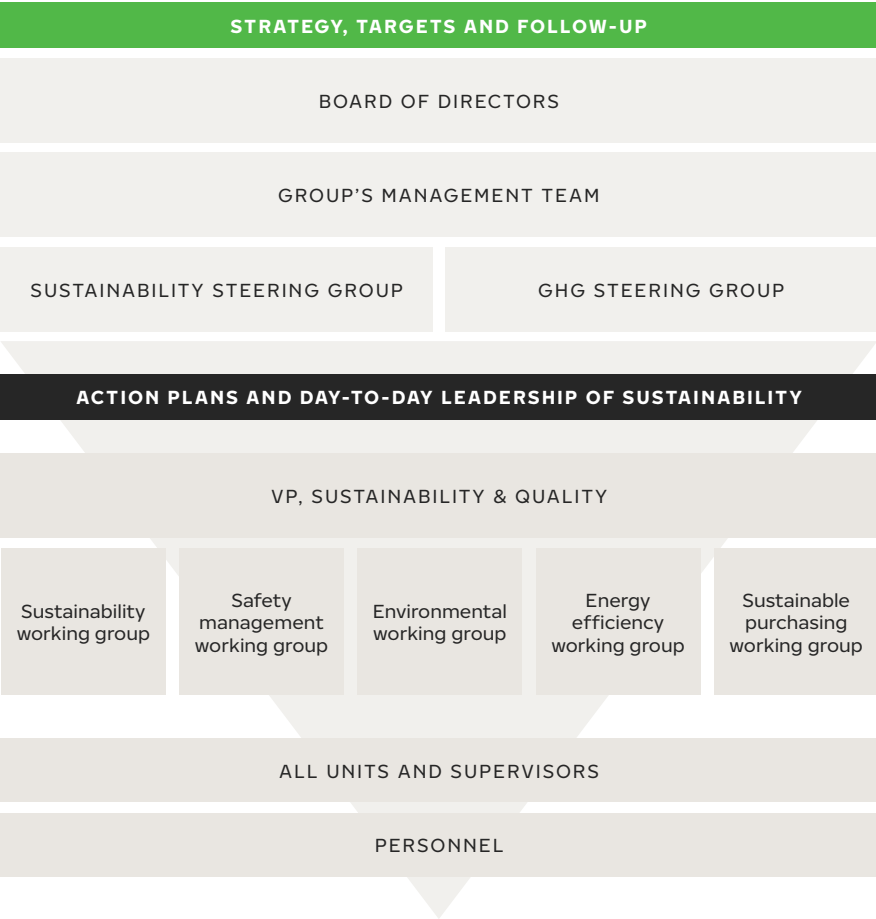 STRATEGY, TARGETS AND FOLLOW-UP
BOARD OF DIRECTORS
GROUP’S MANAGEMENT TEAM
SUSTAINABILITY STEERING GROUP
GHG STEERING GROUP
ACTION PLANS AND DAY-TO-DAY LEADERSHIP OF SUSTAINABILITY
VP, SUSTAINABILITY & QUALITY
Sustainability
working group
Safety
management
working group
Environmental
working group
Energy
efficiency
working group
Sustainable
purchasing
working group
ALL UNITS AND SUPERVISORS
PERSONNEL